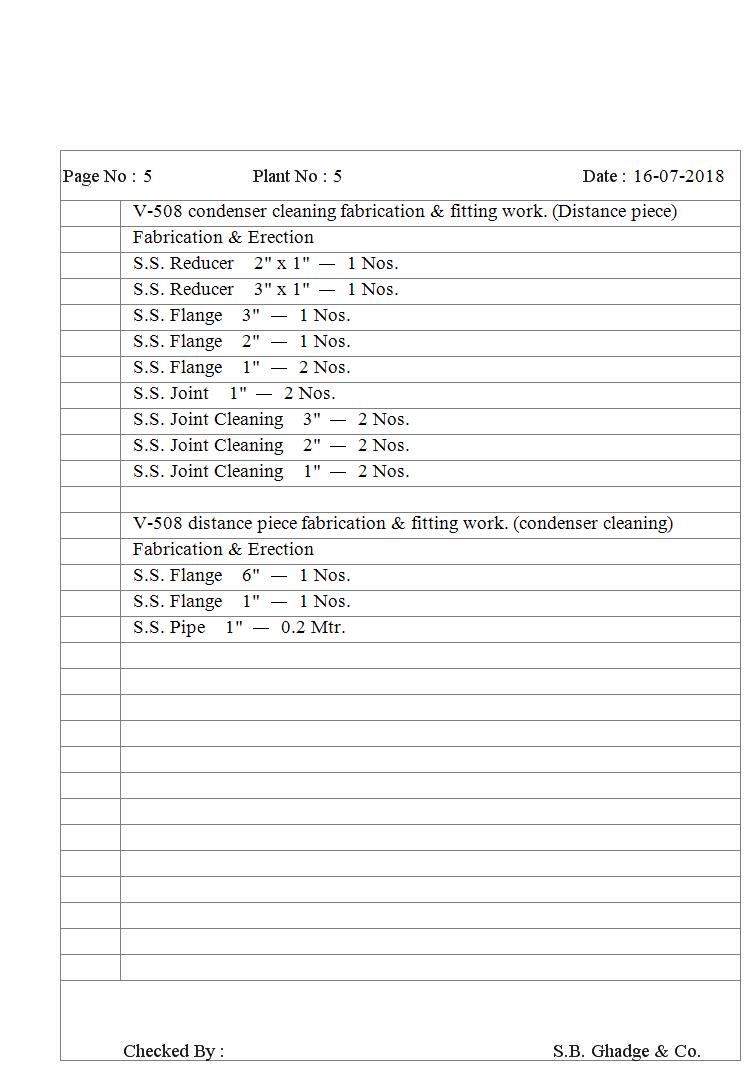 Page No : 5 Plant No : 5 Date : 16-07-2018
V-508 condenser cleaning fabrication & fitting work. (Distance piece)
Fabrication & Erection
S.S. Reducer 2" x 1" — 1 Nos.
S.S. Reducer 3" x 1" — 1 Nos.
S.S. Flange 3" — 1 Nos.
S.S. Flange 2" — 1 Nos.
S.S. Flange 1" — 2 Nos.
S.S. Joint 1" — 2 Nos.
S.S. Joint Cleaning 3" — 2 Nos.
S.S. Joint Cleaning 2" — 2 Nos.
S.S. Joint Cleaning 1" — 2 Nos.
V-508 distance piece fabrication & fitting work. (condenser cleaning)
Fabrication & Erection
S.S. Flange 6" — 1 Nos.
S.S. Flange 1" — 1 Nos.
S.S. Pipe 1" — 0.2 Mtr.
Checked By : S.B. Ghadge & Co.